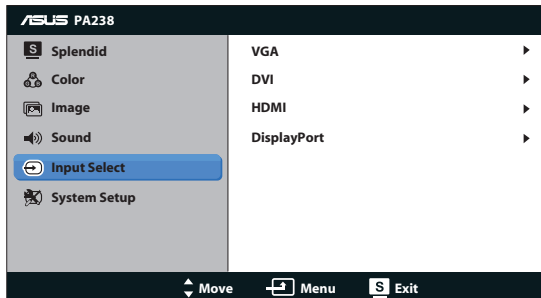 ASUS PA238
S Splendid
Color
Image
Sound
Input Select
System Setup
VGA
DVI
HDMI
DisplayPort
Move Menu S Exit